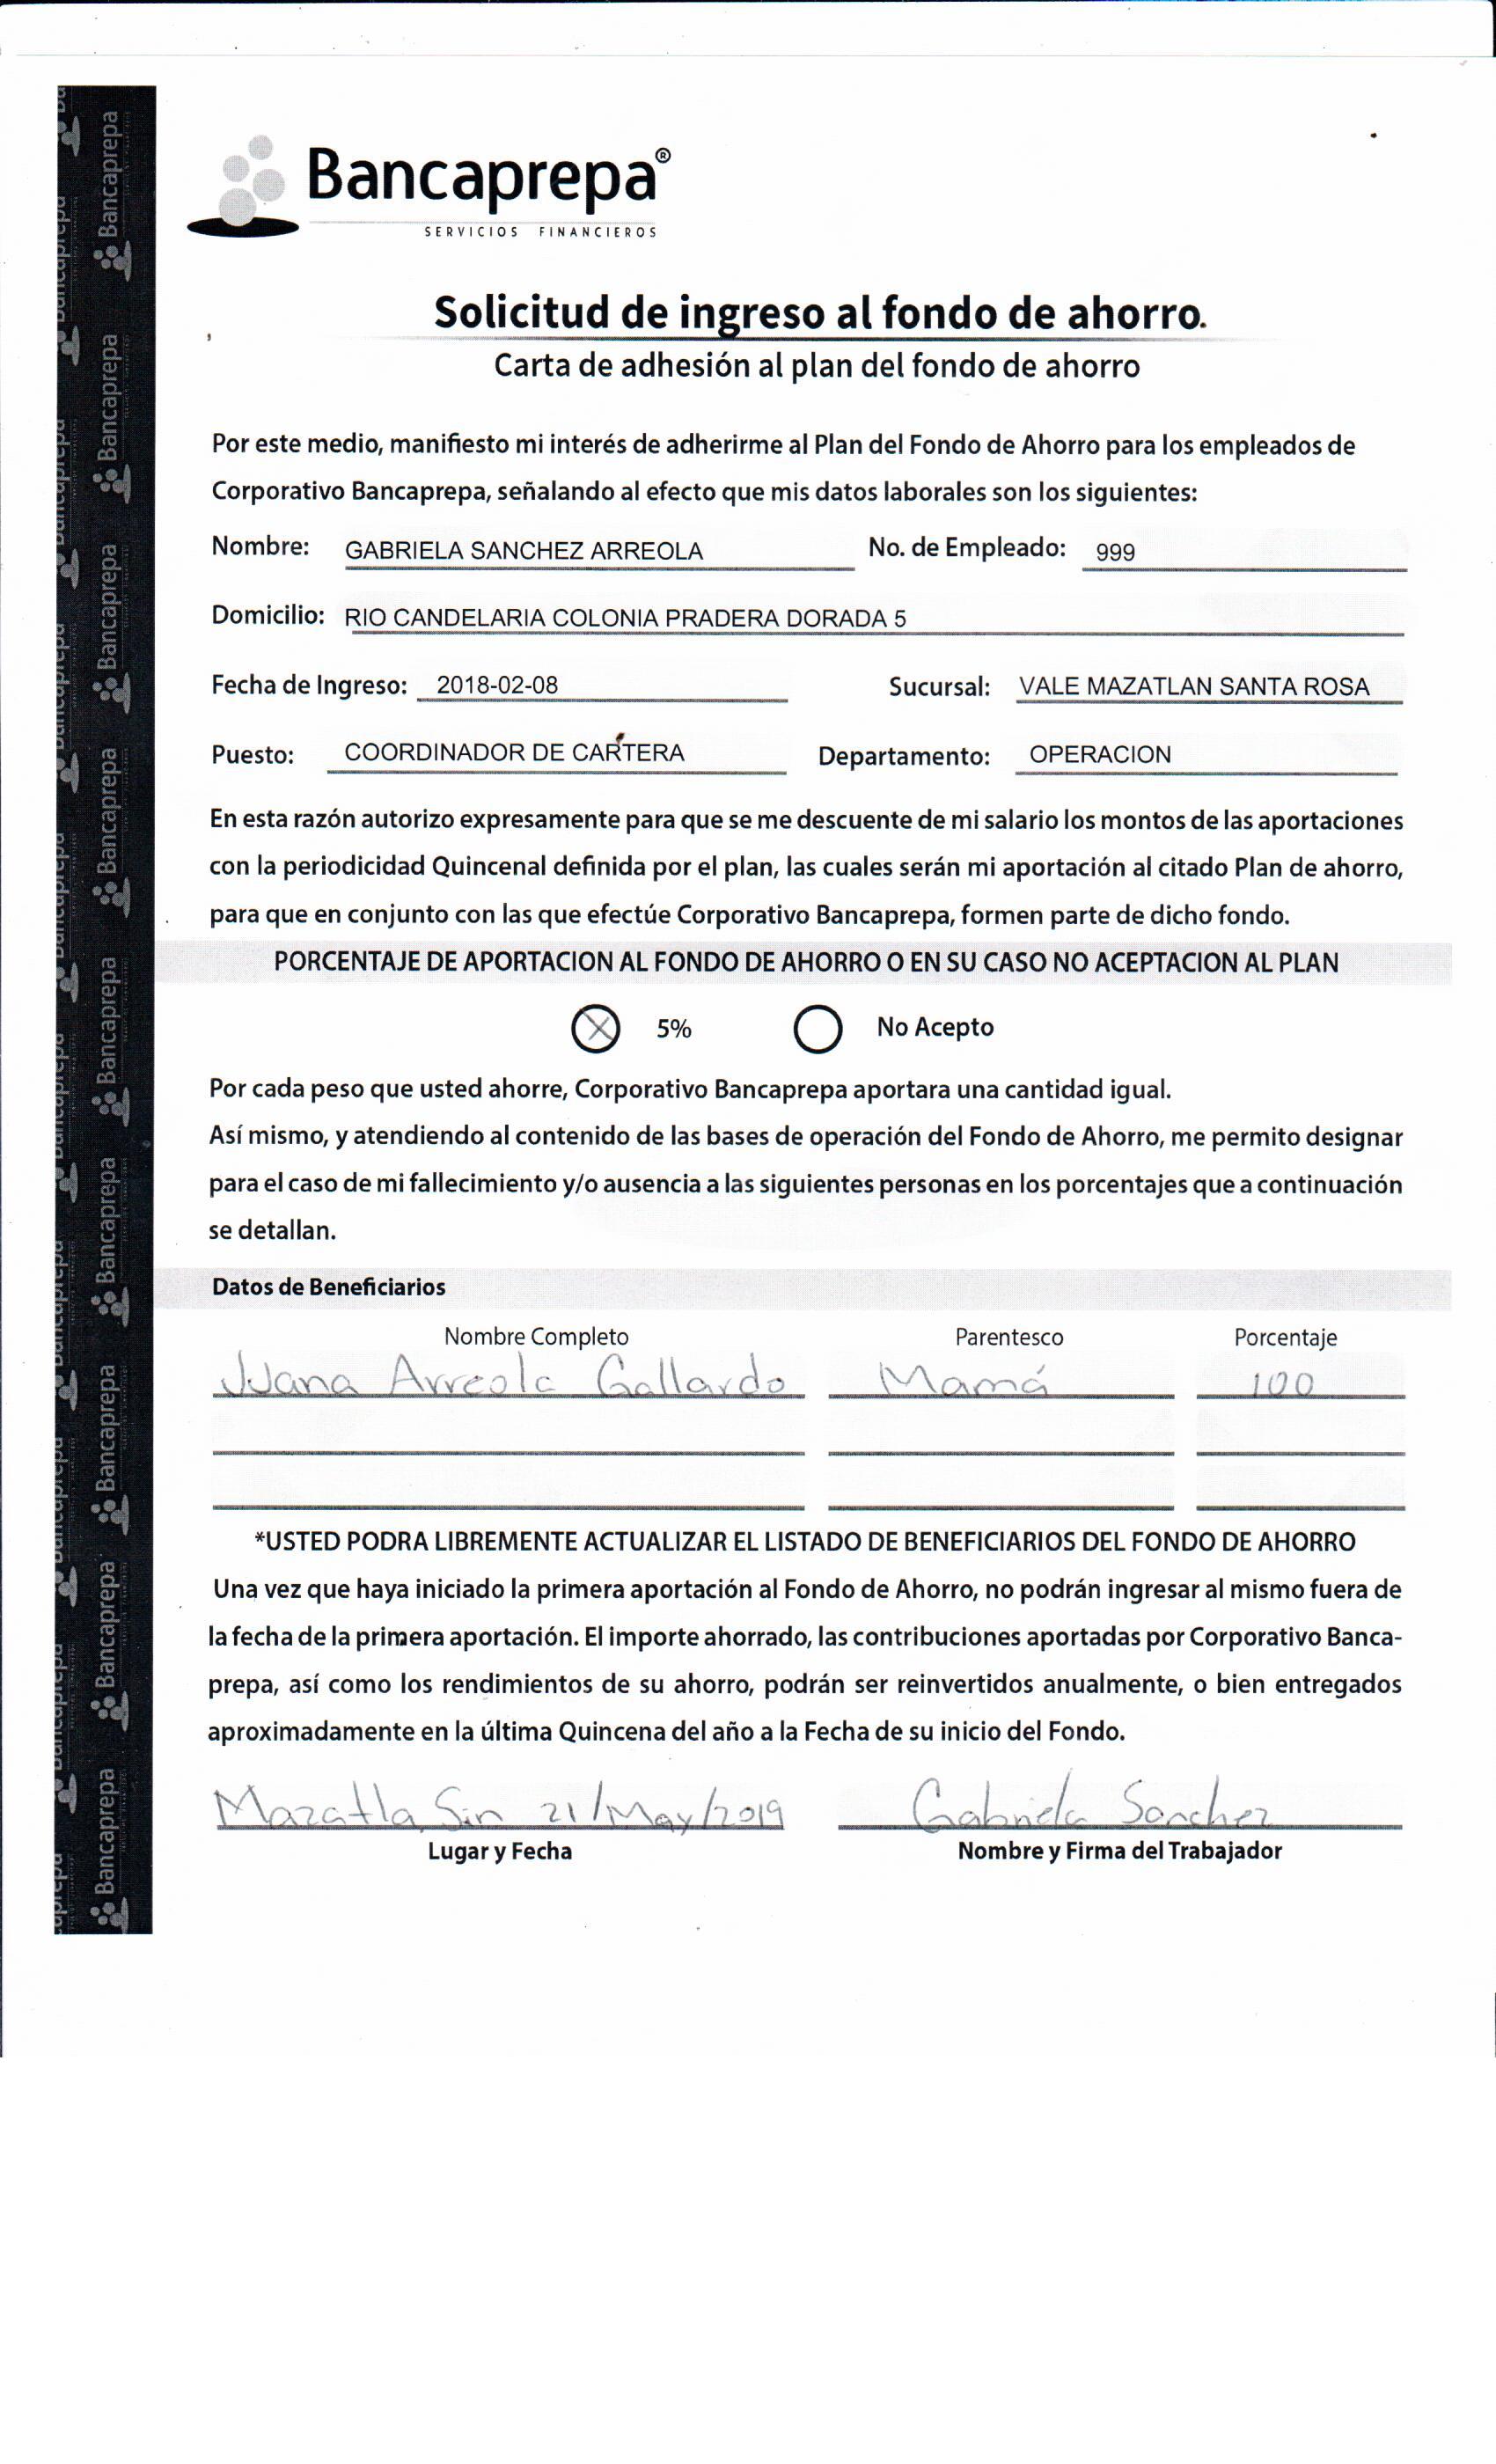 Bancaprepa®
SERVICIOS FINANCIEROS
Solicitud de ingreso al fondo de ahorro.
Carta de adhesión al plan del fondo de ahorro
Por este medio, manifiesto mi interés de adherirme al Plan del Fondo de Ahorro para los empleados de
Corporativo Bancaprepa, señalando al efecto que mis datos laborales son los siguientes:
Nombre: GABRIELA SANCHEZ ARREOLA No. de Empleado: 999
Domicilio: RIO CANDELARIA COLONIA PRADERA DORADA 5
Fecha de Ingreso: 2018-02-08 Sucursal: VALE MAZATLAN SANTA ROSA
Puesto: COORDINADOR DE CARTERA Departamento: OPERACION
En esta razón autorizo expresamente para que se me descuente de mi salario los montos de las aportaciones
con la periodicidad Quincenal definida por el plan, las cuales serán mi aportación al citado Plan de ahorro,
para que en conjunto con las que efectúe Corporativo Bancaprepa, formen parte de dicho fondo.
PORCENTAJE DE APORTACION AL FONDO DE AHORRO O EN SU CASO NO ACEPTACION AL PLAN
5% No Acepto
Por cada peso que usted ahorre, Corporativo Bancaprepa aportara una cantidad igual.
Así mismo, y atendiendo al contenido de las bases de operación del Fondo de Ahorro, me permito designar
para el caso de mi fallecimiento y/o ausencia a las siguientes personas en los porcentajes que a continuación
se detallan.
Datos de Beneficiarios
Nombre Completo Parentesco Porcentaje
Juana Arreola Gallardo Mamá 100
*USTED PODRA LIBREMENTE ACTUALIZAR EL LISTADO DE BENEFICIARIOS DEL FONDO DE AHORRO
Una vez que haya iniciado la primera aportación al Fondo de Ahorro, no podrán ingresar al mismo fuera de
la fecha de la primera aportación. El importe ahorrado, las contribuciones aportadas por Corporativo Banca-
prepa, así como los rendimientos de su ahorro, podrán ser reinvertidos anualmente, o bien entregados
aproximadamente en la última Quincena del año a la Fecha de su inicio del Fondo.
Mazatla, Sin 21/May/2019 Gabriela Sanchez
Lugar y Fecha Nombre y Firma del Trabajador
Bancaprepa
Bancaprepa
Bancaprepa
Bancaprepa
Bancaprepa
Bancaprepa
Bancaprepa
Bancaprepa
Bancaprepa